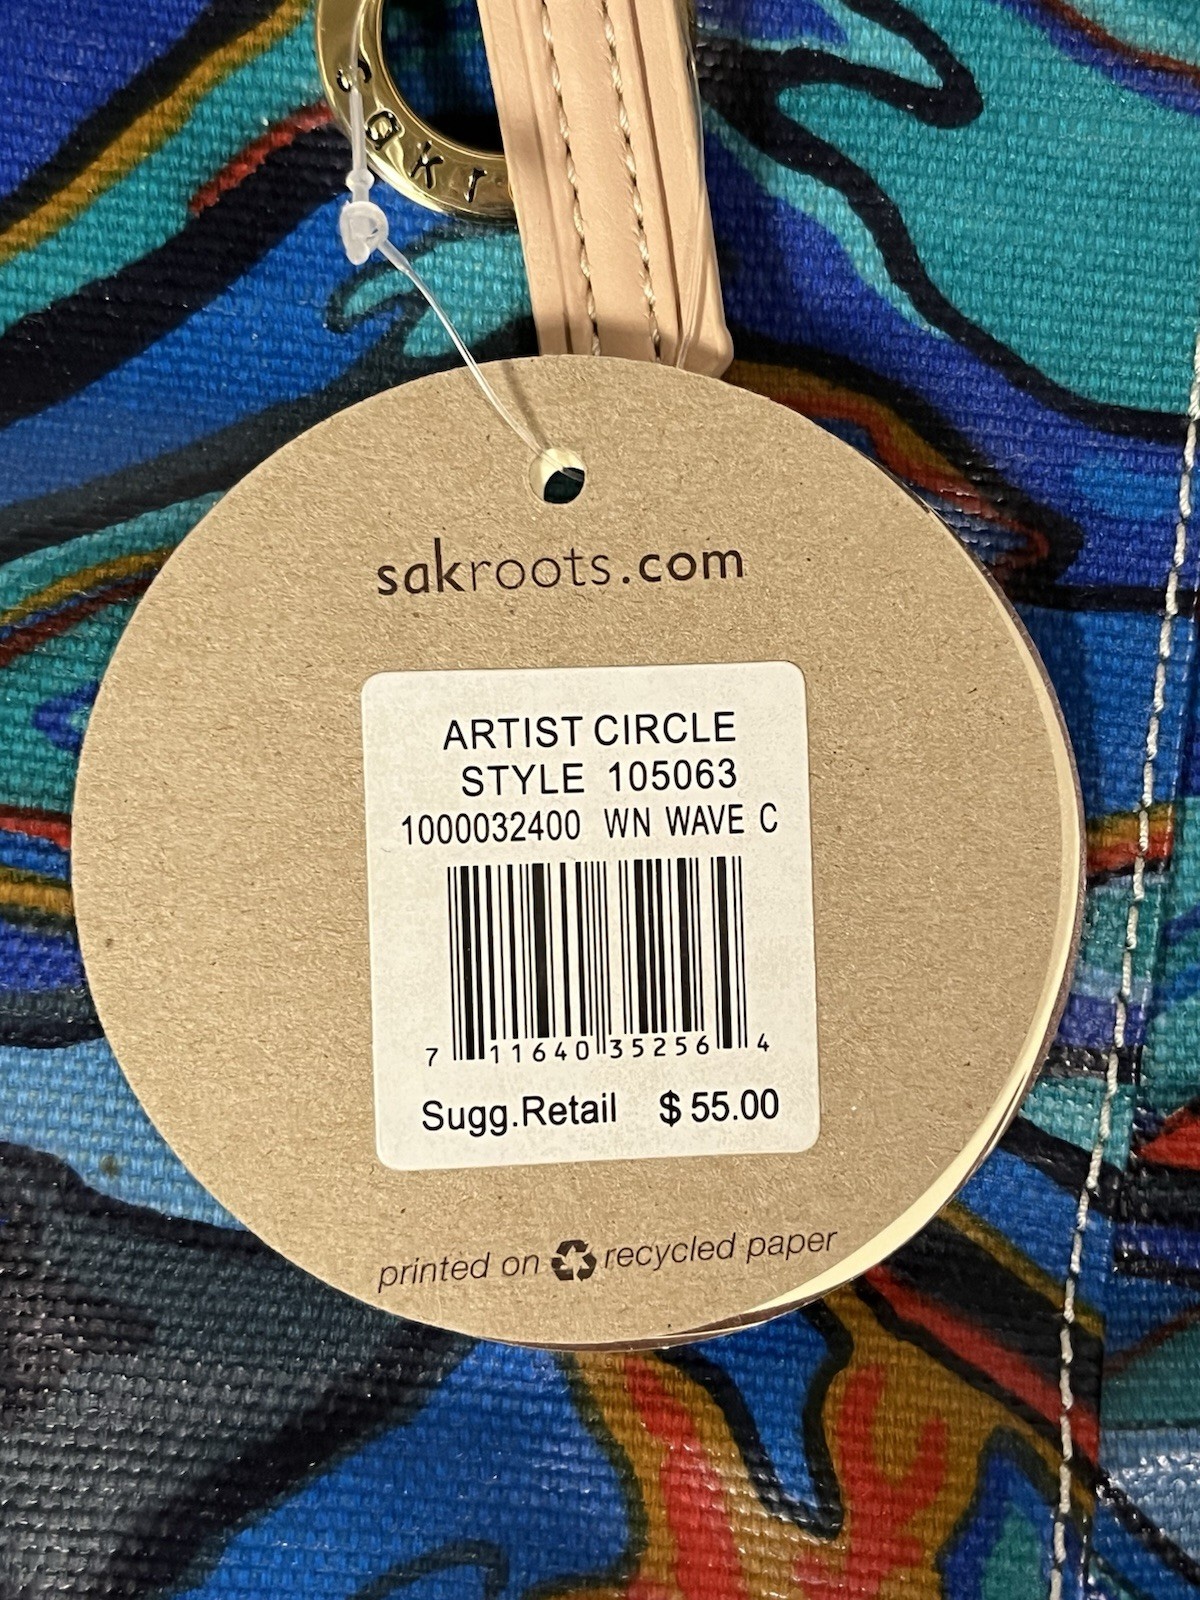 sakr
sakroots.com
ARTIST CIRCLE
STYLE 105063
1000032400 WN WAVE C
7 11640 35256 4
Sugg.Retail $ 55.00
printed on recycled paper